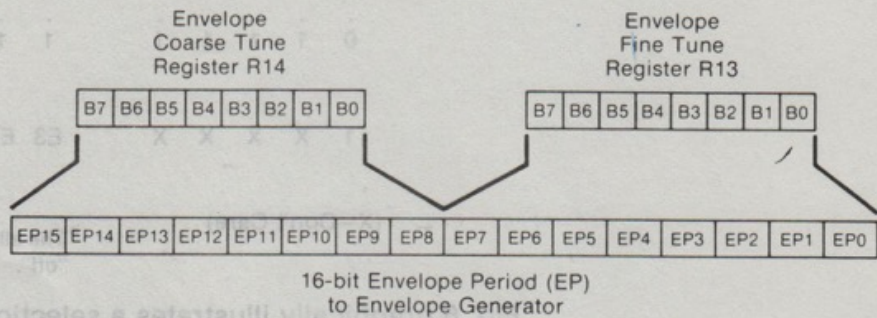 Envelope
Coarse Tune
Register R14
Envelope
Fine Tune
Register R13
B7 B6 B5 B4 B3 B2 B1 B0
B7 B6 B5 B4 B3 B2 B1 B0
EP15 EP14 EP13 EP12 EP11 EP10 EP9 EP8 EP7 EP6 EP5 EP4 EP3 EP2 EP1 EP0
16-bit Envelope Period (EP)
to Envelope Generator